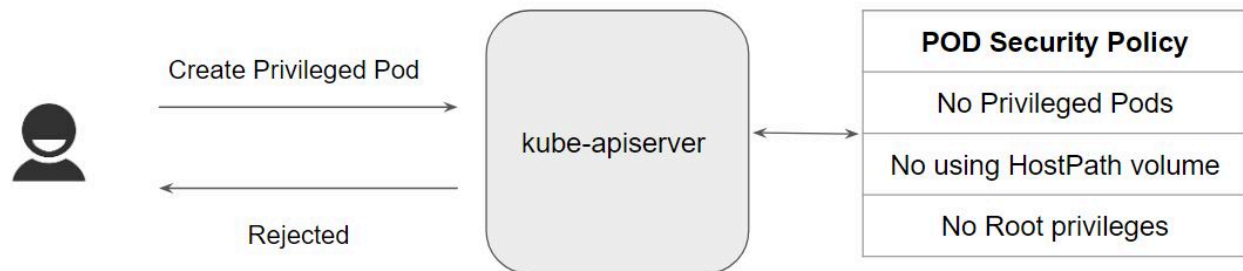 Create Privileged Pod
Rejected
kube-apiserver
POD Security Policy
No Privileged Pods
No using HostPath volume
No Root privileges